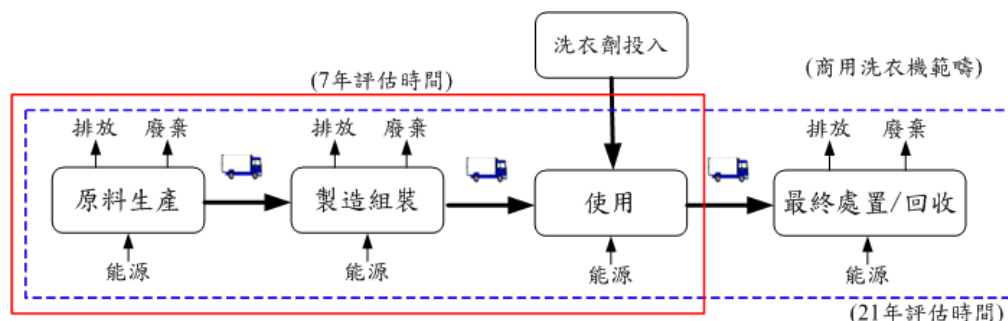 洗衣劑投入
(7年評估時間)
(商用洗衣機範疇)
排放 廢棄
排放 廢棄
排放 廢棄
原料生產
製造組裝
使用
最終處置/回收
能源
能源
能源
能源
(21年評估時間)